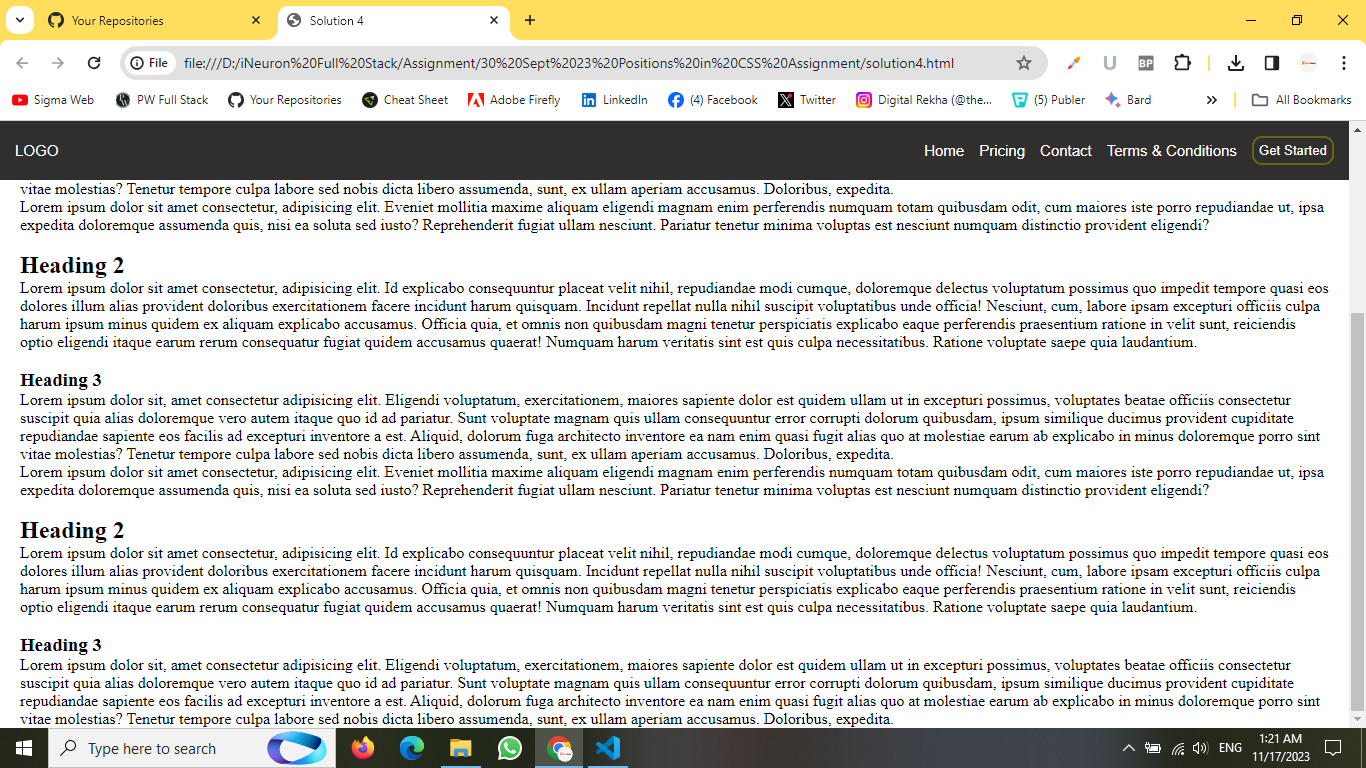 Your Repositories
Solution 4
File
file:///D:/iNeuron%20Full%20Stack/Assignment/30%20Sept%2023%20Positions%20in%20CSS%20Assignment/solution4.html
U
BP
Sigma Web
PW Full Stack
Your Repositories
Cheat Sheet
Adobe Firefly
LinkedIn
(4) Facebook
Twitter
Digital Rekha (@the...
(5) Publer
Bard
All Bookmarks
LOGO
Home
Pricing
Contact
Terms & Conditions
Get Started
vitae molestias? Tenetur tempore culpa labore sed nobis dicta libero assumenda, sunt, ex ullam aperiam accusamus. Doloribus, expedita.
Lorem ipsum dolor sit amet consectetur, adipisicing elit. Eveniet mollitia maxime aliquam eligendi magnam enim perferendis numquam totam quibusdam odit, cum maiores iste porro repudiandae ut, ipsa
expedita doloremque assumenda quis, nisi ea soluta sed iusto? Reprehenderit fugiat ullam nesciunt. Pariatur tenetur minima voluptas est nesciunt numquam distinctio provident eligendi?
Heading 2
Lorem ipsum dolor sit amet consectetur, adipisicing elit. Id explicabo consequuntur placeat velit nihil, repudiandae modi cumque, doloremque delectus voluptatum possimus quo impedit tempore quasi eos
dolores illum alias provident doloribus exercitationem facere incidunt harum quisquam. Incidunt repellat nulla nihil suscipit voluptatibus unde officia! Nesciunt, cum, labore ipsam excepturi officiis culpa
harum ipsum minus quidem ex aliquam explicabo accusamus. Officia quia, et omnis non quibusdam magni tenetur perspiciatis explicabo eaque perferendis praesentium ratione in velit sunt, reiciendis
optio eligendi itaque earum rerum consequatur fugiat quidem accusamus quaerat! Numquam harum veritatis sint est quis culpa necessitatibus. Ratione voluptate saepe quia laudantium.
Heading 3
Lorem ipsum dolor sit, amet consectetur adipisicing elit. Eligendi voluptatum, exercitationem, maiores sapiente dolor est quidem ullam ut in excepturi possimus, voluptates beatae officiis consectetur
suscipit quia alias doloremque vero autem itaque quo id ad pariatur. Sunt voluptate magnam quis ullam consequuntur error corrupti dolorum quibusdam, ipsum similique ducimus provident cupiditate
repudiandae sapiente eos facilis ad excepturi inventore a est. Aliquid, dolorum fuga architecto inventore ea nam enim quasi fugit alias quo at molestiae earum ab explicabo in minus doloremque porro sint
vitae molestias? Tenetur tempore culpa labore sed nobis dicta libero assumenda, sunt, ex ullam aperiam accusamus. Doloribus, expedita.
Lorem ipsum dolor sit amet consectetur, adipisicing elit. Eveniet mollitia maxime aliquam eligendi magnam enim perferendis numquam totam quibusdam odit, cum maiores iste porro repudiandae ut, ipsa
expedita doloremque assumenda quis, nisi ea soluta sed iusto? Reprehenderit fugiat ullam nesciunt. Pariatur tenetur minima voluptas est nesciunt numquam distinctio provident eligendi?
Heading 2
Lorem ipsum dolor sit amet consectetur, adipisicing elit. Id explicabo consequuntur placeat velit nihil, repudiandae modi cumque, doloremque delectus voluptatum possimus quo impedit tempore quasi eos
dolores illum alias provident doloribus exercitationem facere incidunt harum quisquam. Incidunt repellat nulla nihil suscipit voluptatibus unde officia! Nesciunt, cum, labore ipsam excepturi officiis culpa
harum ipsum minus quidem ex aliquam explicabo accusamus. Officia quia, et omnis non quibusdam magni tenetur perspiciatis explicabo eaque perferendis praesentium ratione in velit sunt, reiciendis
optio eligendi itaque earum rerum consequatur fugiat quidem accusamus quaerat! Numquam harum veritatis sint est quis culpa necessitatibus. Ratione voluptate saepe quia laudantium.
Heading 3
Lorem ipsum dolor sit, amet consectetur adipisicing elit. Eligendi voluptatum, exercitationem, maiores sapiente dolor est quidem ullam ut in excepturi possimus, voluptates beatae officiis consectetur
suscipit quia alias doloremque vero autem itaque quo id ad pariatur. Sunt voluptate magnam quis ullam consequuntur error corrupti dolorum quibusdam, ipsum similique ducimus provident cupiditate
repudiandae sapiente eos facilis ad excepturi inventore a est. Aliquid, dolorum fuga architecto inventore ea nam enim quasi fugit alias quo at molestiae earum ab explicabo in minus doloremque porro sint
vitae molestias? Tenetur tempore culpa labore sed nobis dicta libero assumenda, sunt, ex ullam aperiam accusamus. Doloribus, expedita.
Type here to search
ENG
1:21 AM
11/17/2023